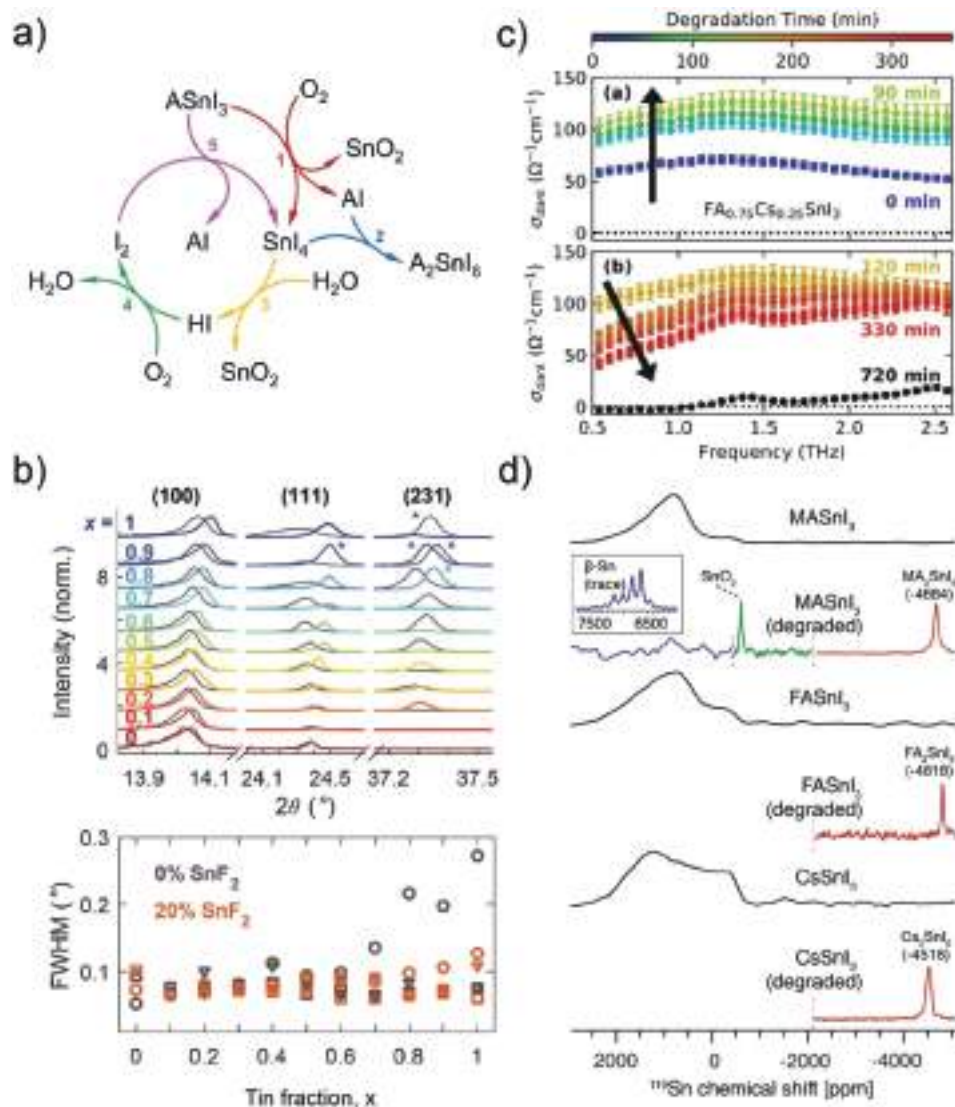 a)
ASnI3
O2
SnO2
5
1
AI
I2
AI
SnI4
2
A2SnI6
H2O
H2O
4
3
HI
O2
SnO2
b)
(100)
(111)
(231)
x = 1
0.9
0.8
0.7
0.6
0.5
0.4
0.3
0.2
0.1
0
8
4
0
Intensity (norm.)
13.9
14.1
24.1
24.5
37.2
37.5
2θ (°)
0.3
0.2
0.1
FWHM (°)
0% SnF2
20% SnF2
0
0.2
0.4
0.6
0.8
1
Tin fraction, x
c)
Degradation Time (min)
0
100
200
300
150
100
50
0
σdark (Ω−1cm−1)
(a)
90 min
0 min
FA0.75Cs0.25SnI3
150
100
50
0
σdark (Ω−1cm−1)
(b)
120 min
330 min
720 min
0.5
1.0
1.5
2.0
2.5
Frequency (THz)
d)
MASnI3
β-Sn
(trace)
7500
6500
SnO2
MASnI3
(degraded)
MA2SnI6
(-4684)
FASnI3
FASnI3
(degraded)
FA2SnI6
CsSnI3
CsSnI3
(degraded)
Cs2SnI6
(-4518)
2000
0
-2000
-4000
119Sn chemical shift [ppm]